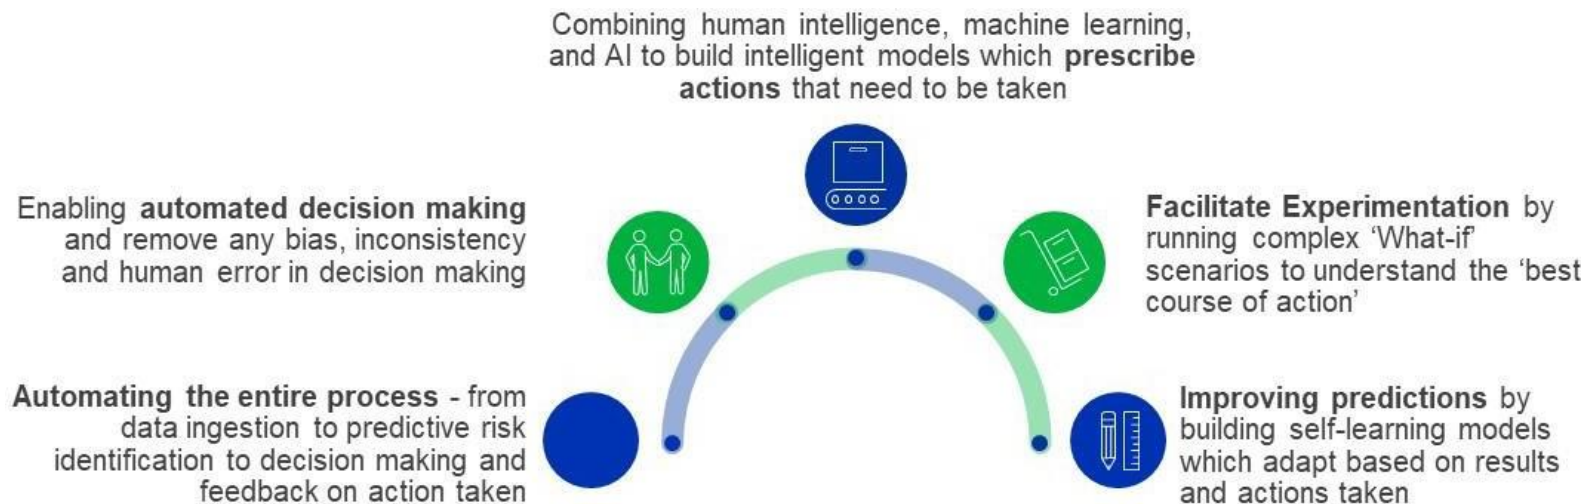 Combining human intelligence, machine learning,
and AI to build intelligent models which prescribe
actions that need to be taken
Enabling automated decision making
and remove any bias, inconsistency
and human error in decision making
Facilitate Experimentation by
running complex ‘What-if’
scenarios to understand the ‘best
course of action’
Automating the entire process - from
data ingestion to predictive risk
identification to decision making and
feedback on action taken
Improving predictions by
building self-learning models
which adapt based on results
and actions taken